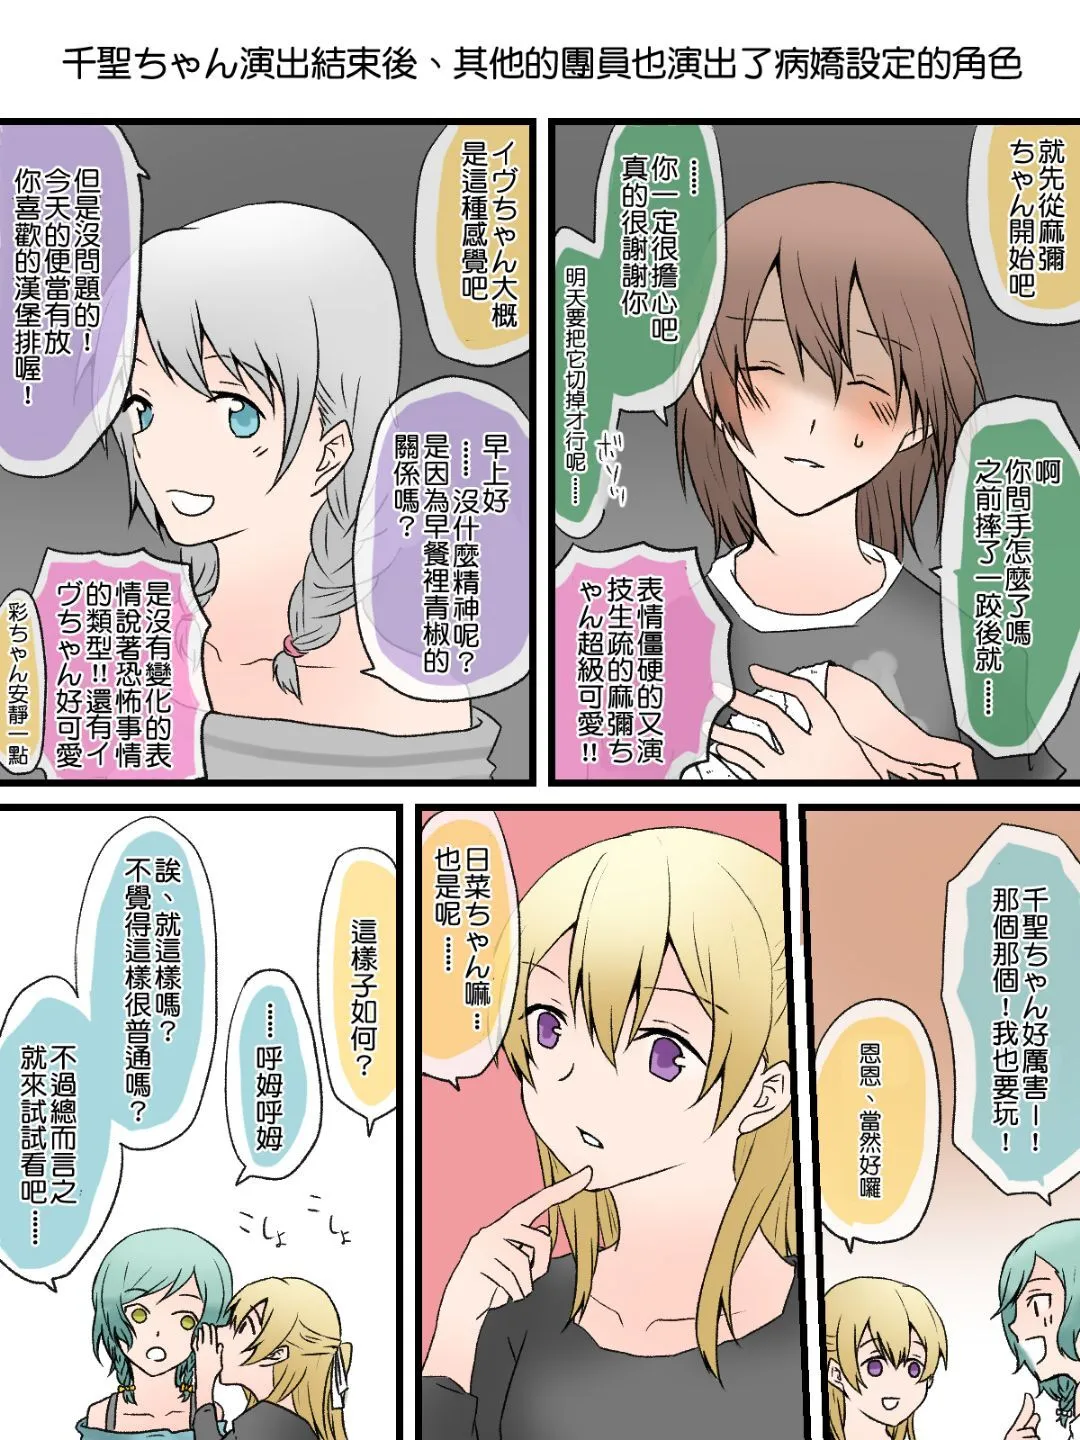 千聖ちゃん演出結束後、其他的團員也演出了病嬌設定的角色
就先從麻彌
ちゃん開始吧
啊
你問手怎麼了嗎
之前摔了一跤後就……
……
你一定很擔心吧
真的很謝謝你
明天要把它切掉才行呢……
ボソッ
表情僵硬的又演
技生疏的麻彌ち
ゃん超級可愛!!
イヴちゃん大概
是這種感覺吧
早上好
……沒什麼精神呢？
是因為早餐裡青椒的
關係嗎？
但是沒問題的！
今天的便當有放
你喜歡的漢堡排喔！
是沒有變化的表
情說著恐怖事情
的類型!!還有イ
ヴちゃん好可愛
彩ちゃん安靜一點
千聖ちゃん好厲害ー！
那個那個！我也要玩！
恩恩、當然好囉
日菜ちゃん嘛…
也是呢……
這樣子如何？
……呼姆呼姆
こしょ
こしょ
誒、就這樣嗎？
不覺得這樣很普通嗎？
不過總而言之
就來試試看吧……